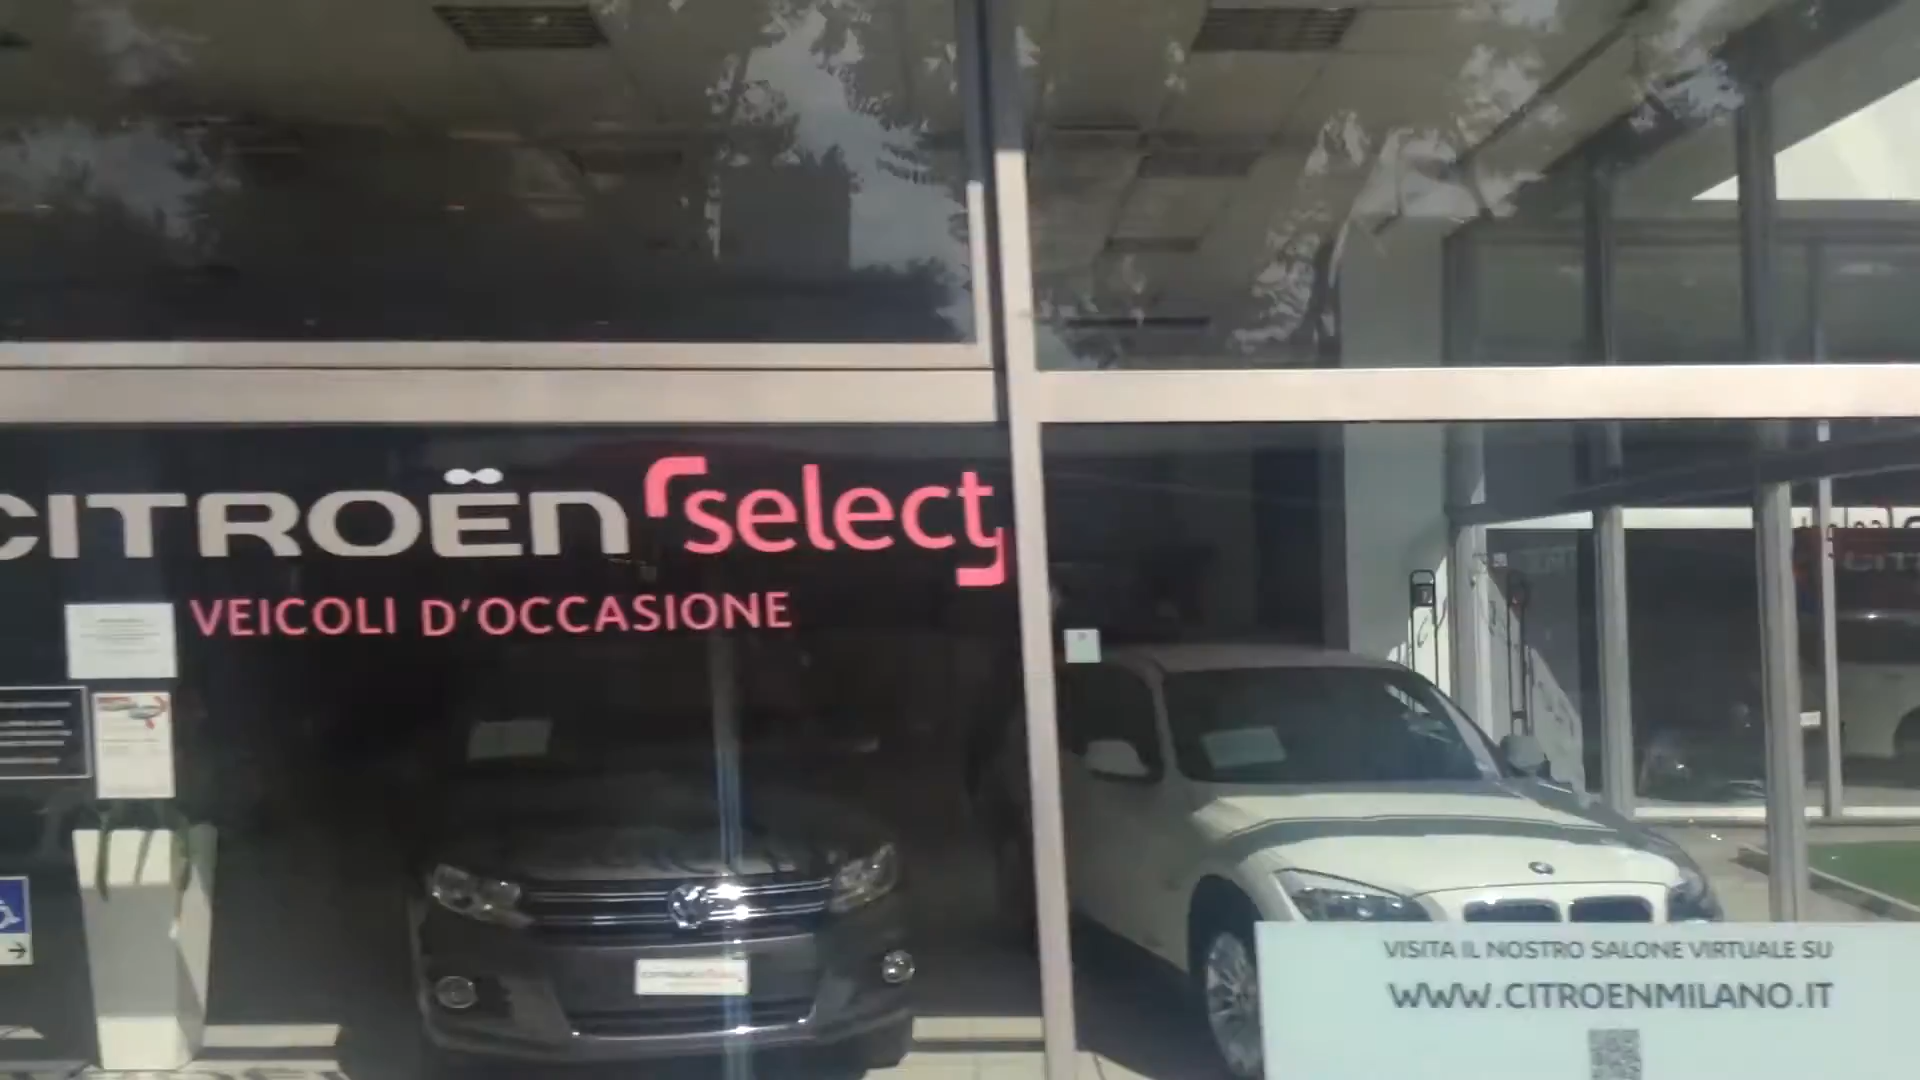 CITROËN select
VEICOLI D'OCCASIONE
VISITA IL NOSTRO SALONE VIRTUALE SU
WWW.CITROENMILANO.IT